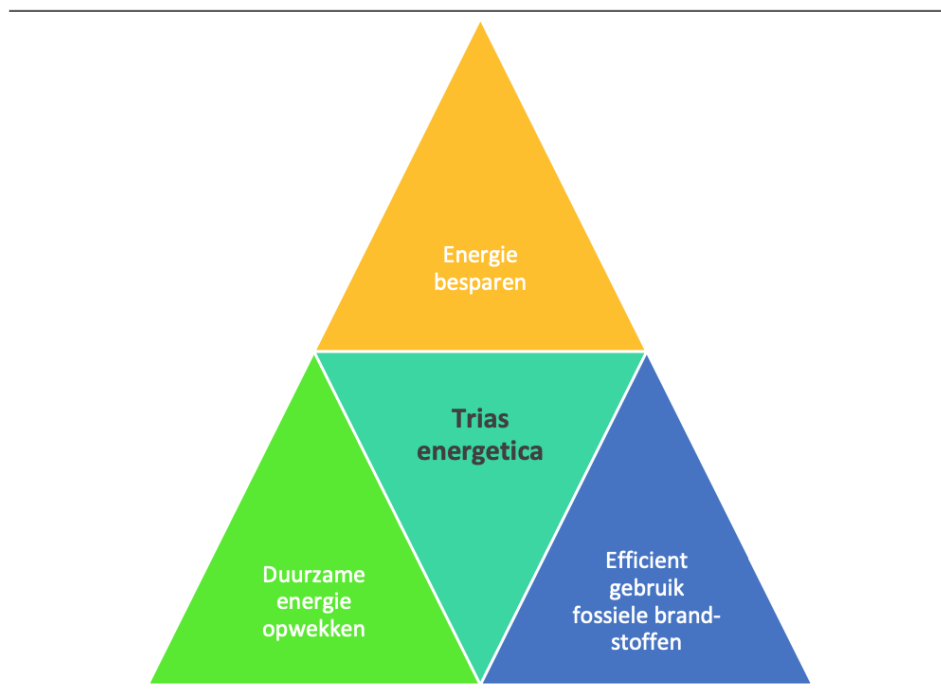 Energie
besparen
Trias
energetica
Duurzame
energie
opwekken
Efficient
gebruik
fossiele brand-
stoffen